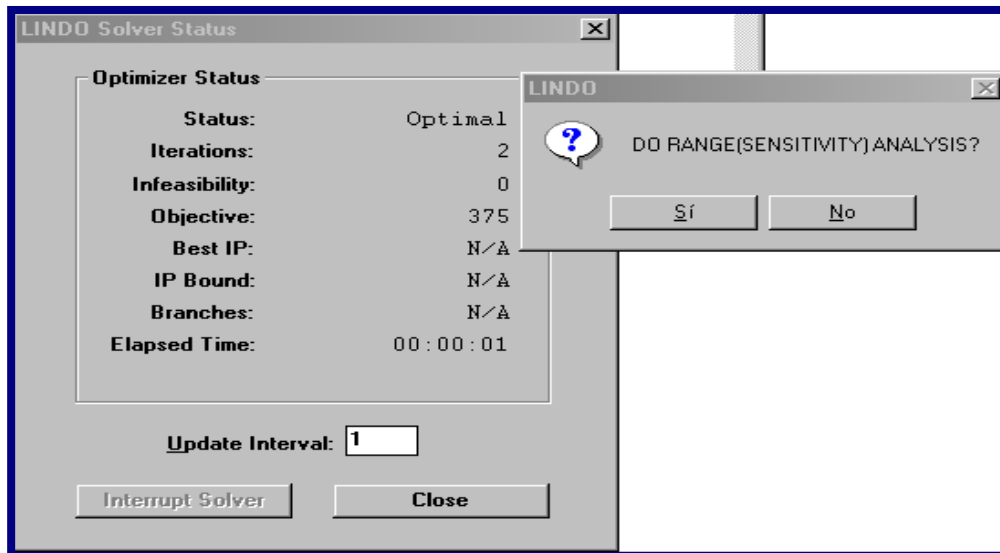 LINDO Solver Status
Optimizer Status
Status: Optimal
Iterations: 2
Infeasibility: 0
Objective: 375
Best IP: N/A
IP Bound: N/A
Branches: N/A
Elapsed Time: 00:00:01
Update Interval: 1
Interrupt Solver Close
LINDO
DO RANGE(SENSITIVITY) ANALYSIS?
Sí No